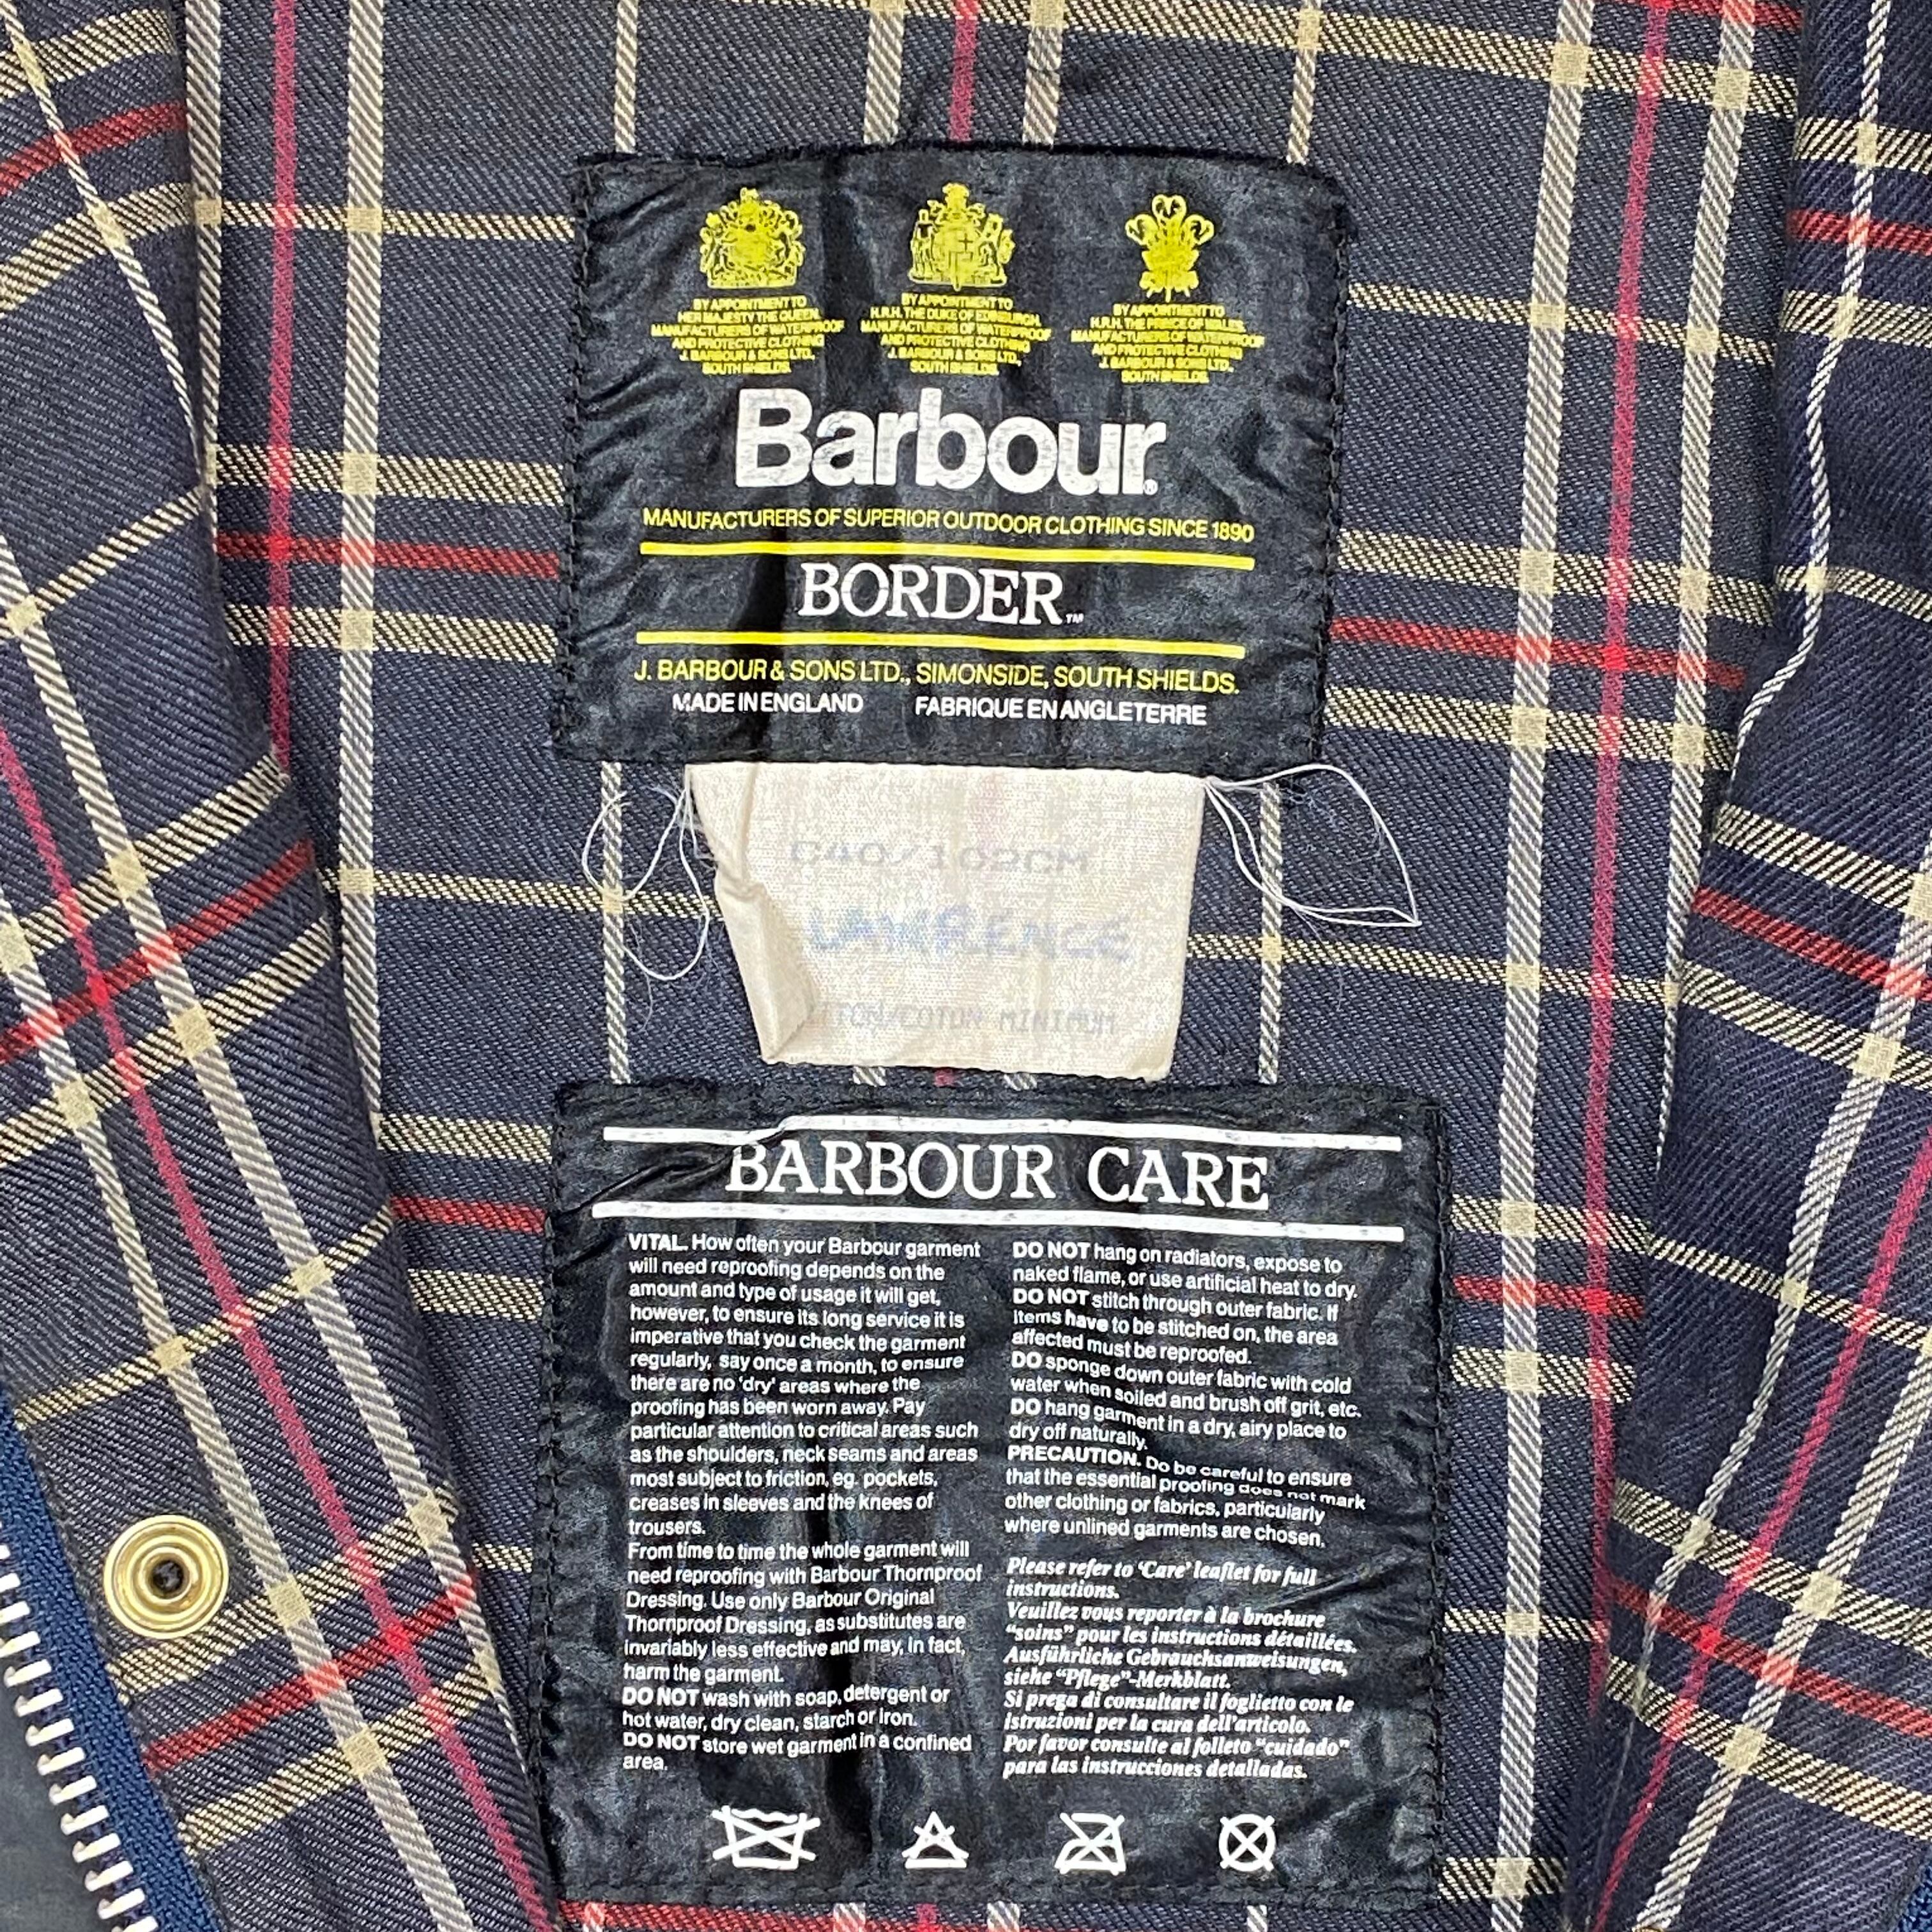 BY APPOINTMENT TO
HER MAJESTY THE QUEEN,
MANUFACTURERS OF WATERPROOF
AND PROTECTIVE CLOTHING
J. BARBOUR & SONS LTD.,
SOUTH SHIELDS.
BY APPOINTMENT TO
H.R.H. THE DUKE OF EDINBURGH,
MANUFACTURERS OF WATERPROOF
AND PROTECTIVE CLOTHING
J. BARBOUR & SONS LTD.,
SOUTH SHIELDS.
BY APPOINTMENT TO
H.R.H. THE PRINCE OF WALES,
MANUFACTURERS OF WATERPROOF
AND PROTECTIVE CLOTHING
J. BARBOUR & SONS LTD.,
SOUTH SHIELDS.
Barbour®
MANUFACTURERS OF SUPERIOR OUTDOOR CLOTHING SINCE 1890
BORDER™
J. BARBOUR & SONS LTD., SIMONSIDE, SOUTH SHIELDS.
MADE IN ENGLAND FABRIQUE EN ANGLETERRE
C40/102CM
LAWRENCE
MINIMUM
BARBOUR CARE
VITAL. How often your Barbour garment
will need reproofing depends on the
amount and type of usage it will get,
however, to ensure its long service it is
imperative that you check the garment
regularly, say once a month, to ensure
there are no 'dry' areas where the
proofing has been worn away. Pay
particular attention to critical areas such
as the shoulders, neck seams and areas
most subject to friction, eg. pockets,
creases in sleeves and the knees of
trousers.
From time to time the whole garment will
need reproofing with Barbour Thornproof
Dressing. Use only Barbour Original
Thornproof Dressing, as substitutes are
invariably less effective and may, in fact,
harm the garment.
DO NOT wash with soap, detergent or
hot water, dry clean, starch or iron.
DO NOT store wet garment in a confined
area.
DO NOT hang on radiators, expose to
naked flame, or use artificial heat to dry.
DO NOT stitch through outer fabric. If
items have to be stitched on, the area
affected must be reproofed.
DO sponge down outer fabric with cold
water when soiled and brush off grit, etc.
DO hang garment in a dry, airy place to
dry off naturally.
PRECAUTION. Do be careful to ensure
that the essential proofing does not mark
other clothing or fabrics, particularly
where unlined garments are chosen.
Please refer to 'Care' leaflet for full
instructions.
Veuillez vous reporter à la brochure
"soins" pour les instructions détaillées.
Ausführliche Gebrauchsanweisungen,
siehe "Pflege"-Merkblatt.
Si prega di consultare il foglietto con le
istruzioni per la cura dell'articolo.
Por favor consulte al folleto "cuidado"
para las instrucciones detalladas.